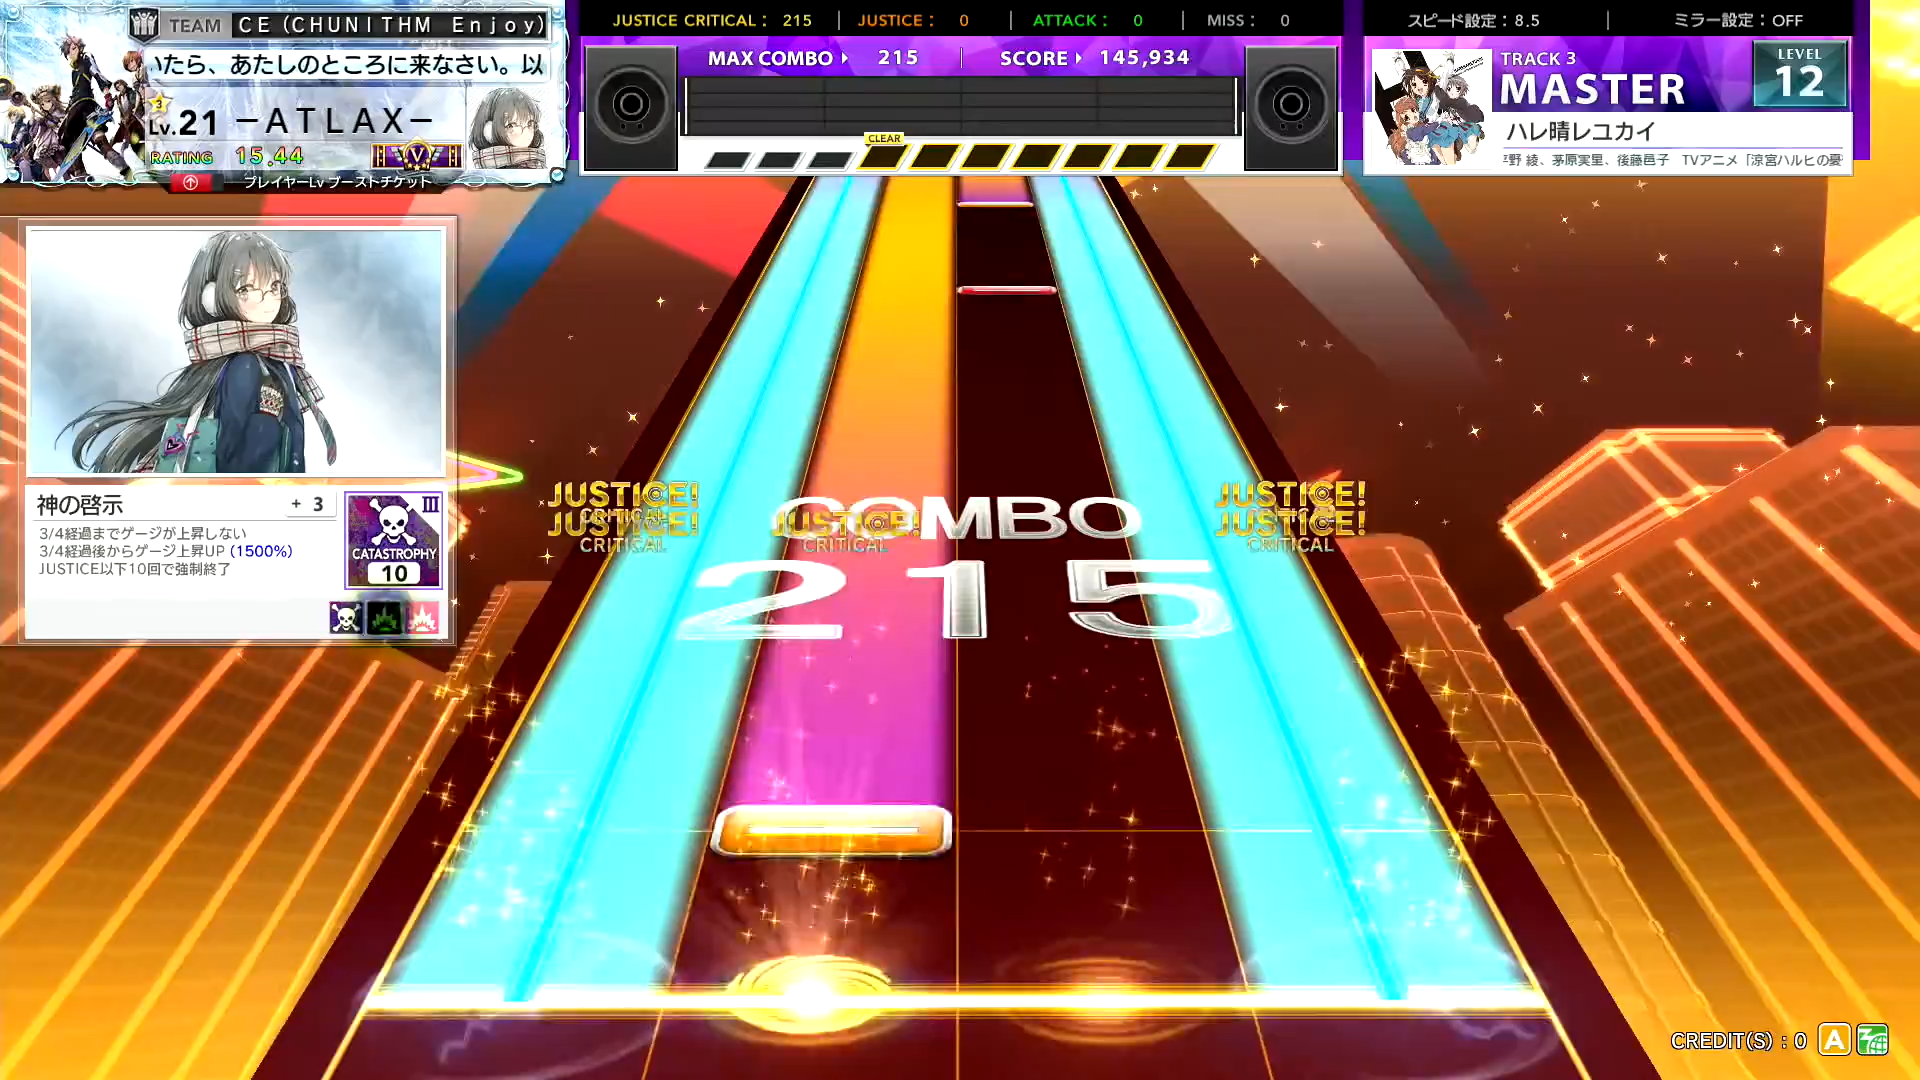 TEAM CE(CHUNITHM Enjoy)
いたら、あたしのところに来なさい。以
3
Lv.21 －ATLAX－
RATING 15.44
V
プレイヤーLv ブーストチケット
JUSTICE CRITICAL : 215
JUSTICE : 0
ATTACK : 0
MISS : 0
MAX COMBO 215
SCORE 145,934
CLEAR
スピード設定：8.5
ミラー設定：OFF
TRACK 3
MASTER
LEVEL
12
ハレ晴レユカイ
平野 綾、茅原実里、後藤邑子 TVアニメ「涼宮ハルヒの憂
神の啓示 + 3
3/4経過までゲージが上昇しない
3/4経過後からゲージ上昇UP (1500%)
JUSTICE以下10回で強制終了
III
CATASTROPHY
10
JUSTICE!
CRITICAL
JUSTICE!
CRITICAL
JUSTICE!
CRITICAL
JUSTICE!
CRITICAL
JUSTICE!
CRITICAL
COMBO
215
CREDIT(S) : 0
A